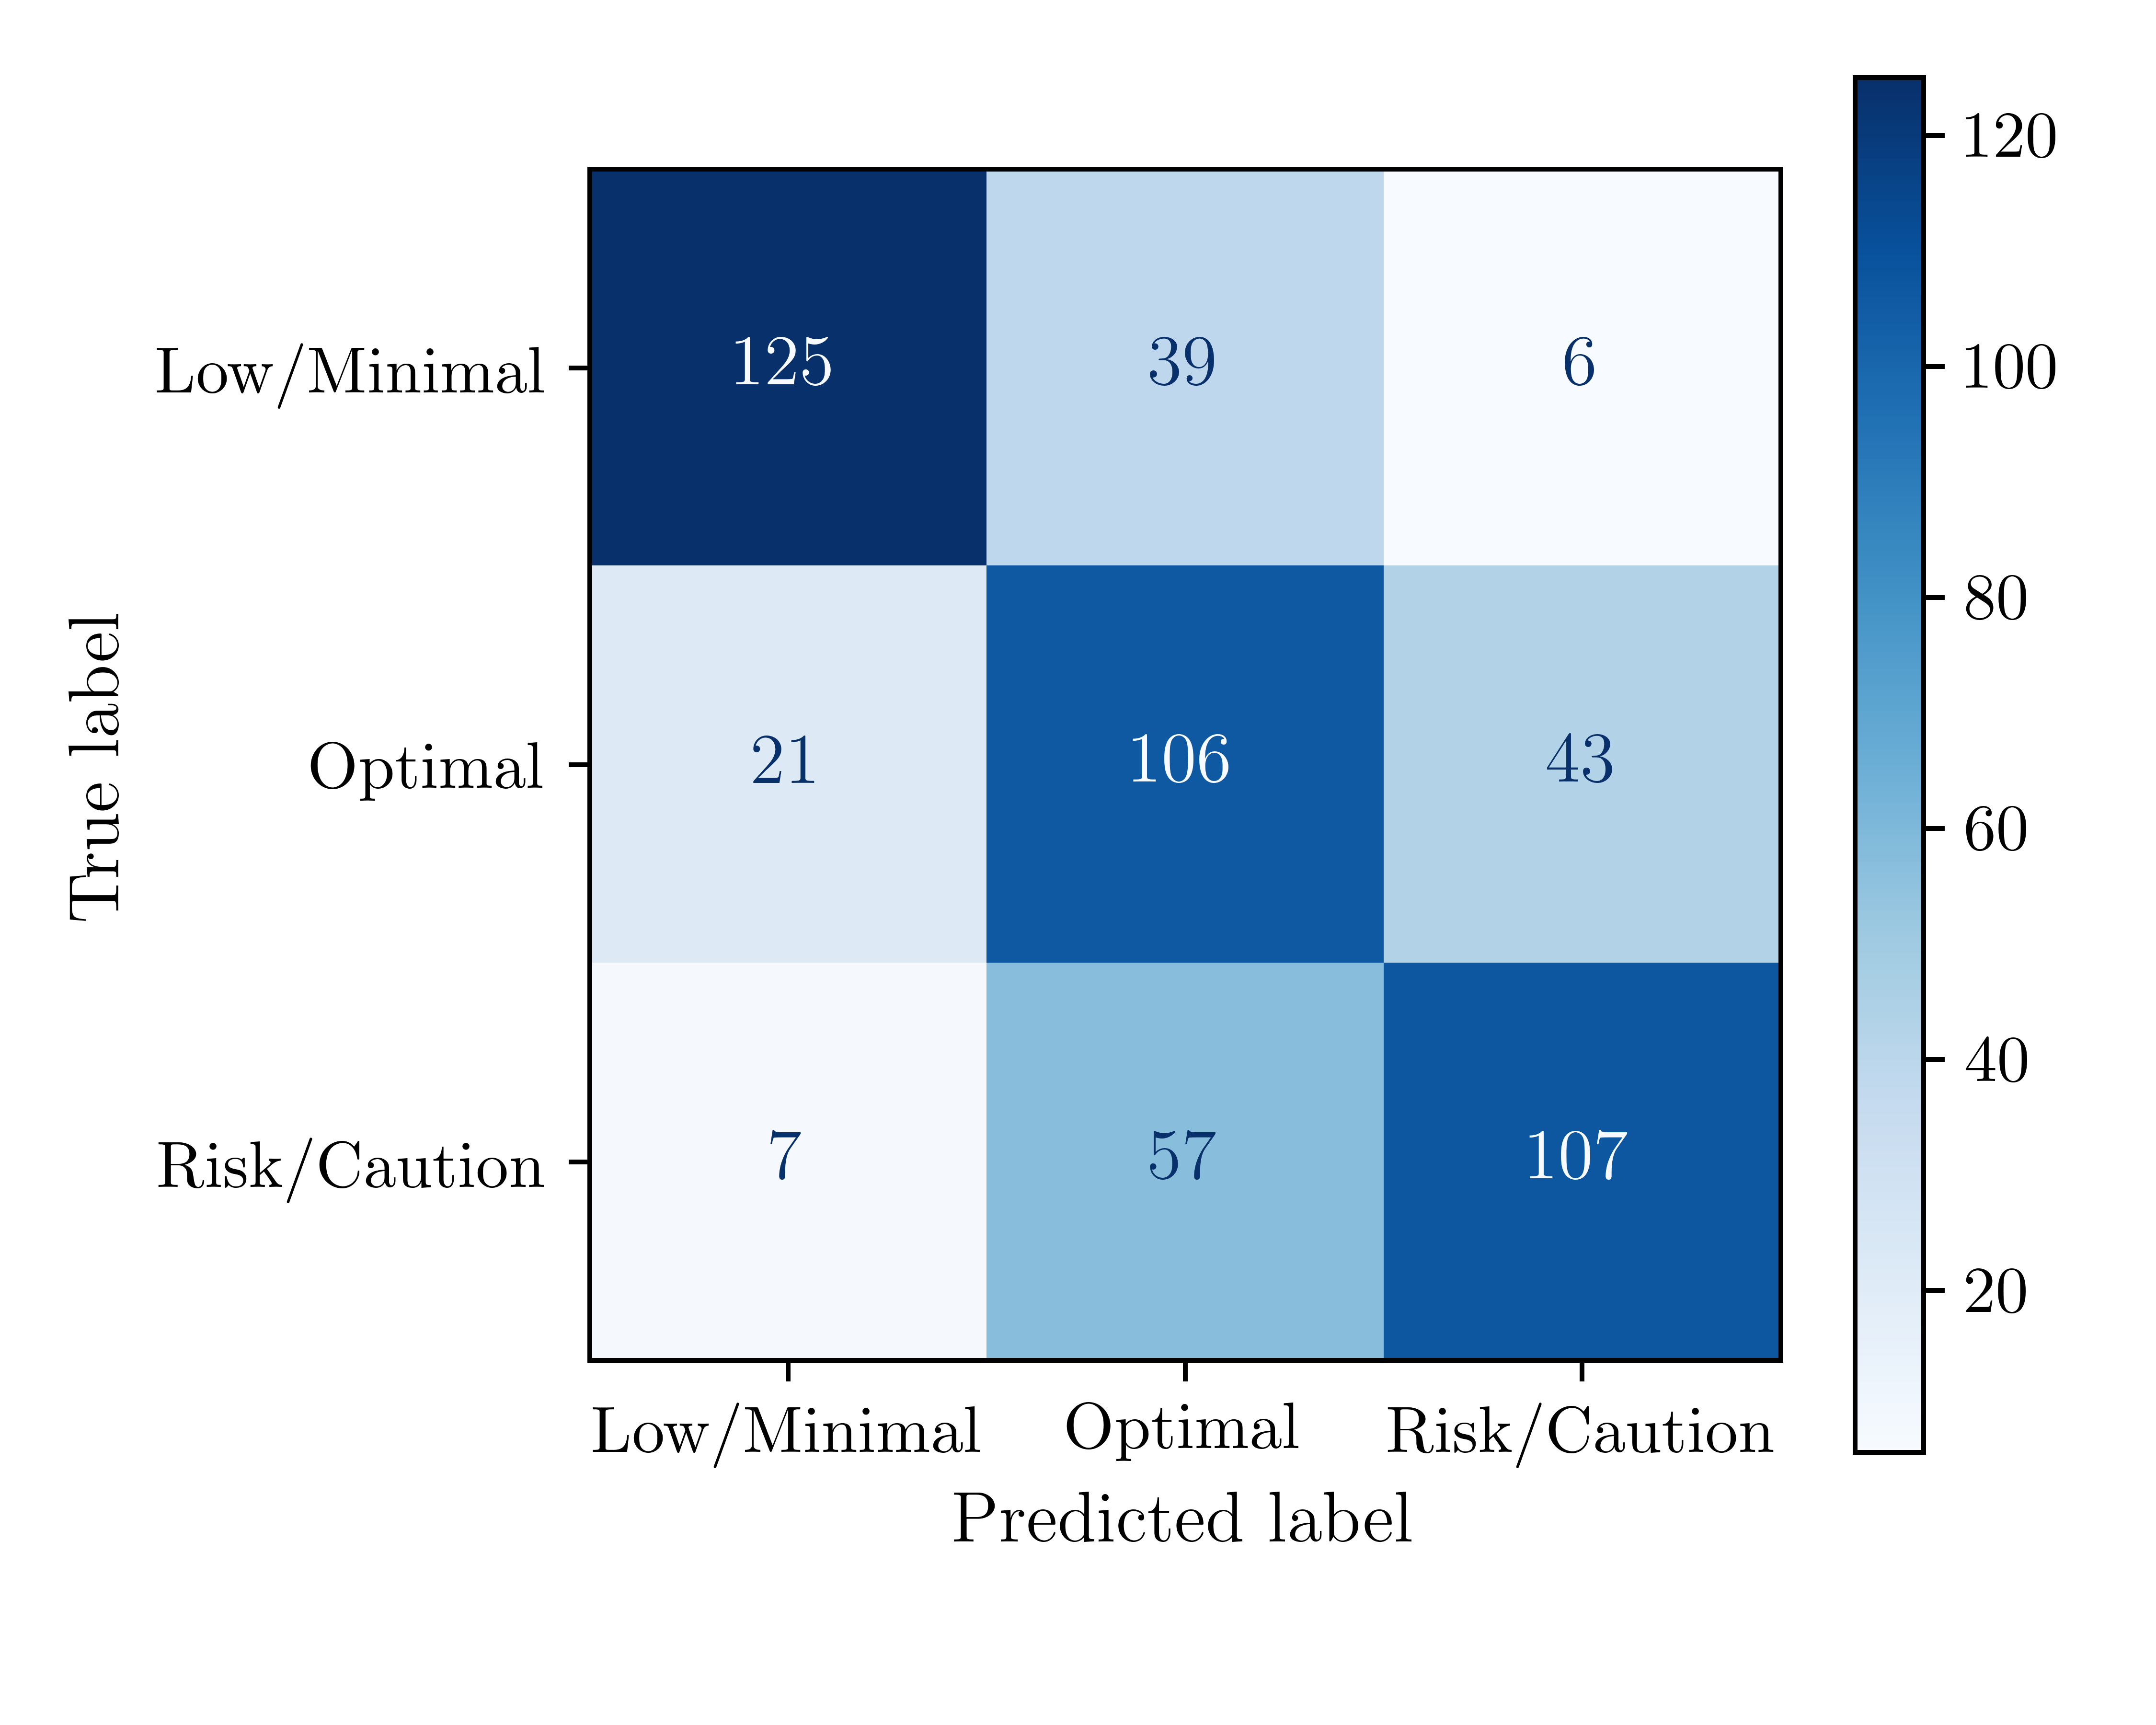 120
100
80
60
40
20
Low/Minimal 125 39 6
Optimal 21 106 43
Risk/Caution 7 57 107
Low/Minimal Optimal Risk/Caution
Predicted label
True label